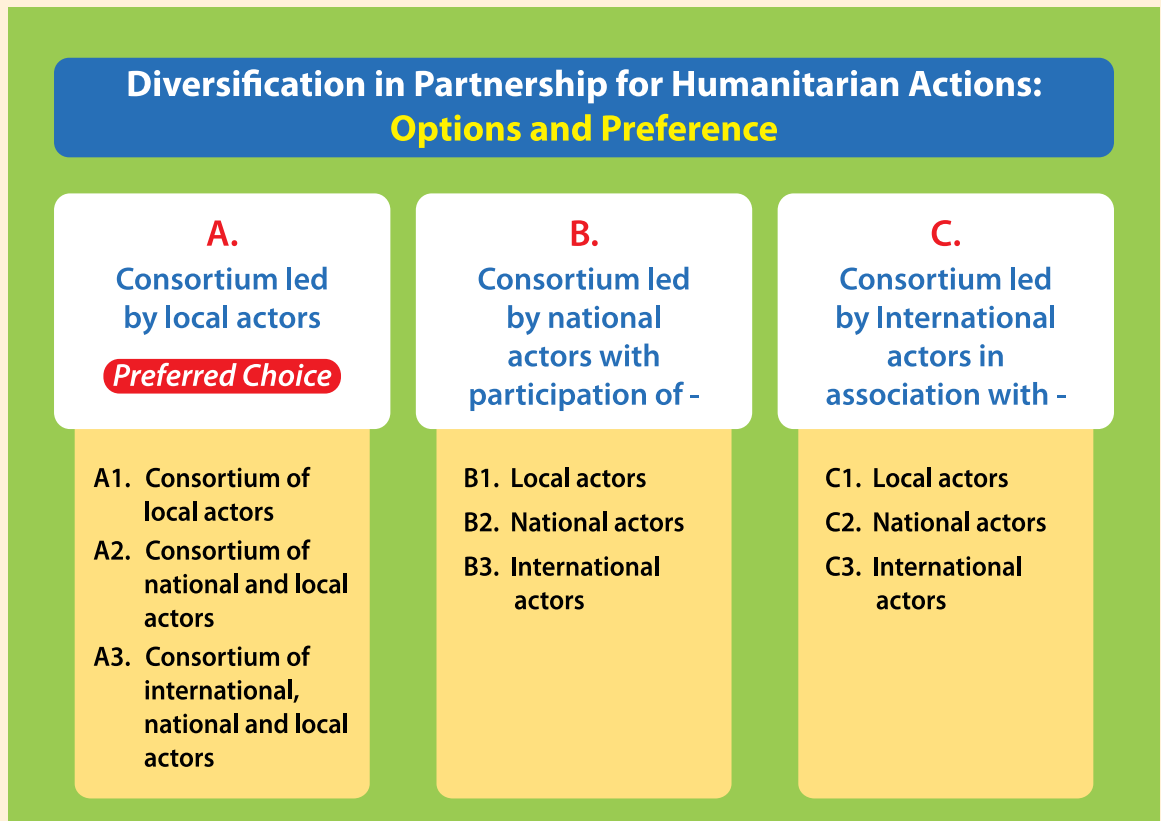 Diversification in Partnership for Humanitarian Actions:
Options and Preference
A.
Consortium led
by local actors
Preferred Choice
A1. Consortium of
local actors
A2. Consortium of
national and local
actors
A3. Consortium of
international,
national and local
actors
B.
Consortium led
by national
actors with
participation of -
B1. Local actors
B2. National actors
B3. International
actors
C.
Consortium led
by International
actors in
association with -
C1. Local actors
C2. National actors
C3. International
actors